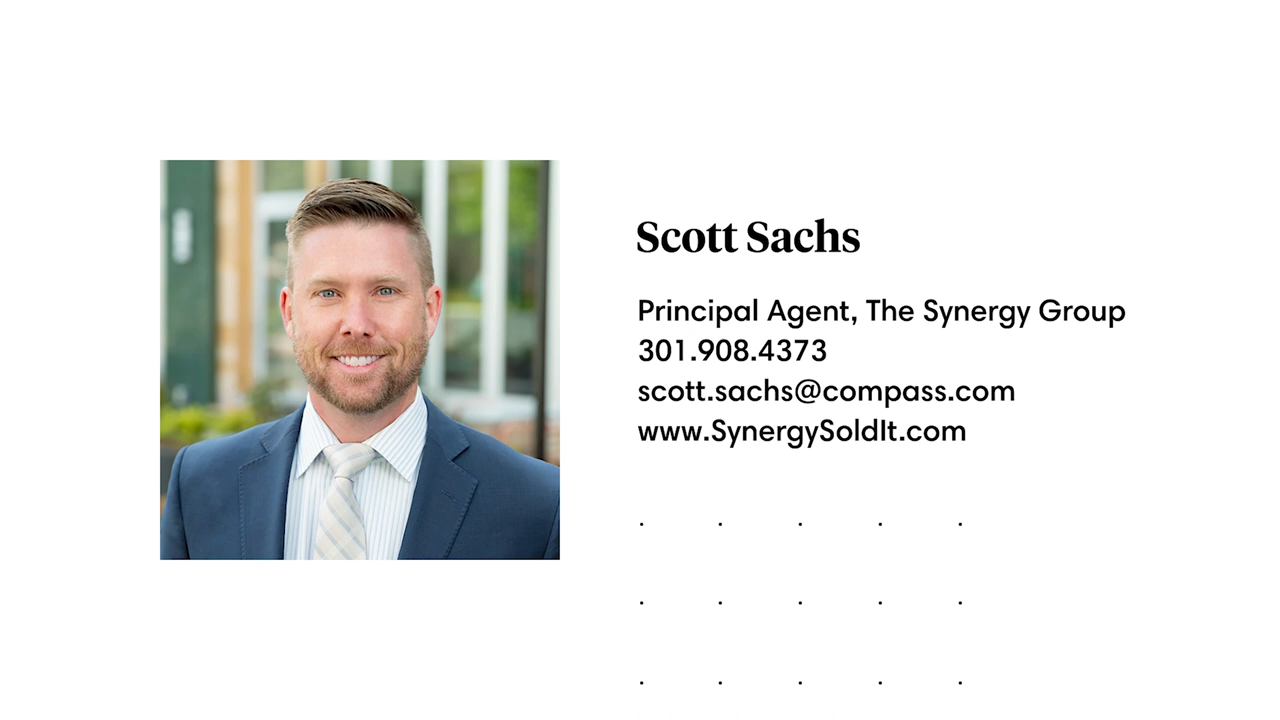 Scott Sachs
Principal Agent, The Synergy Group
301.908.4373
scott.sachs@compass.com
www.SynergySoldIt.com